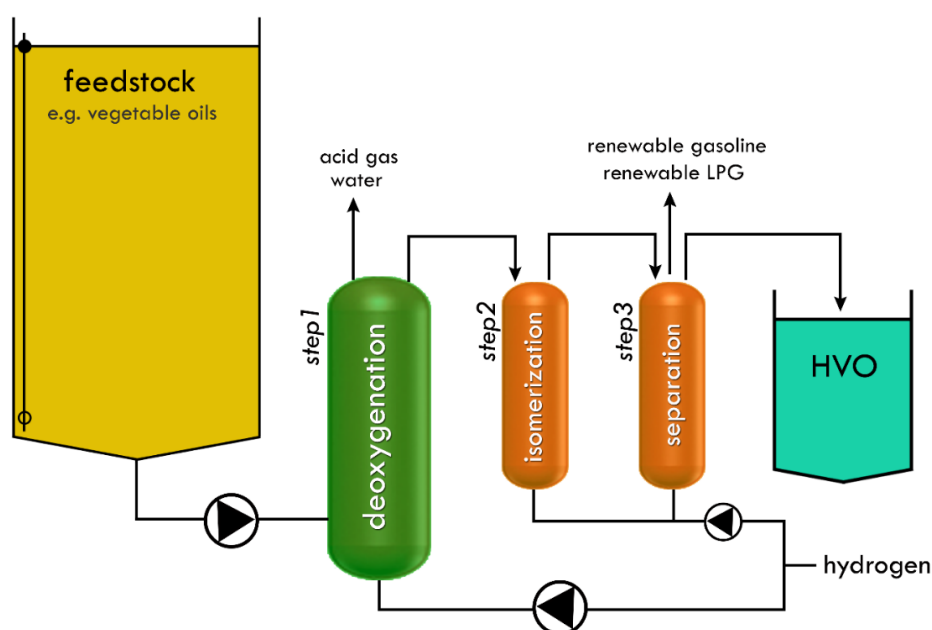 feedstock
e.g. vegetable oils
acid gas
water
renewable gasoline
renewable LPG
step1
deoxygenation
step2
isomerization
step3
separation
HVO
hydrogen